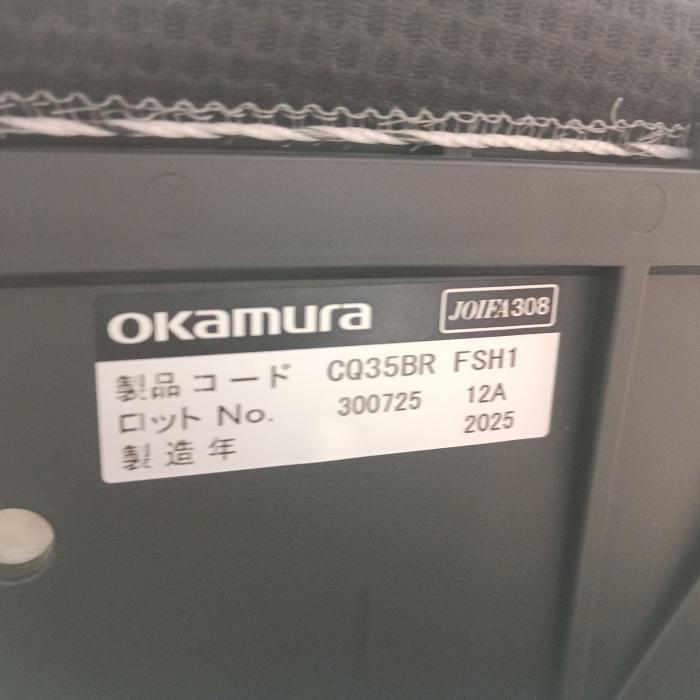 okamura
JOIFA308
製品コード CQ35BR FSH1
ロット No. 300725 12A
製造年 2025